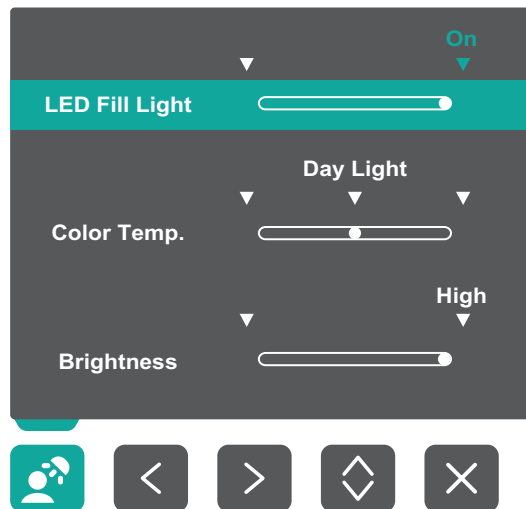 On
LED Fill Light
Day Light
Color Temp.
High
Brightness